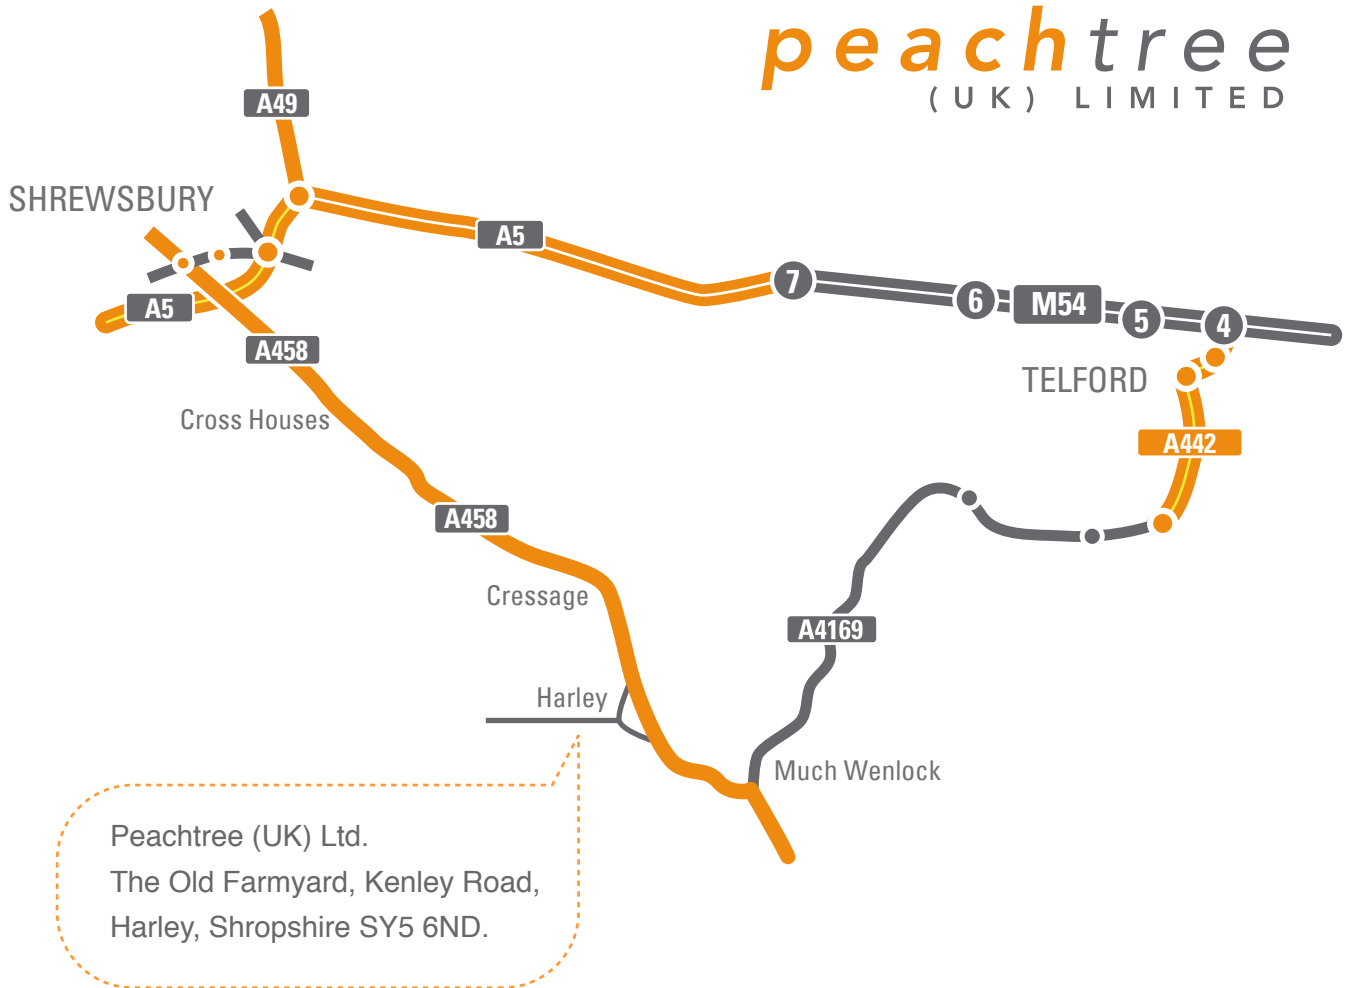 peachtree
(UK) LIMITED
A49
SHREWSBURY
A5
7
6
M54
5
4
A5
A458
TELFORD
Cross Houses
A442
A458
Cressage
A4169
Harley
Much Wenlock
Peachtree (UK) Ltd.
The Old Farmyard, Kenley Road,
Harley, Shropshire SY5 6ND.